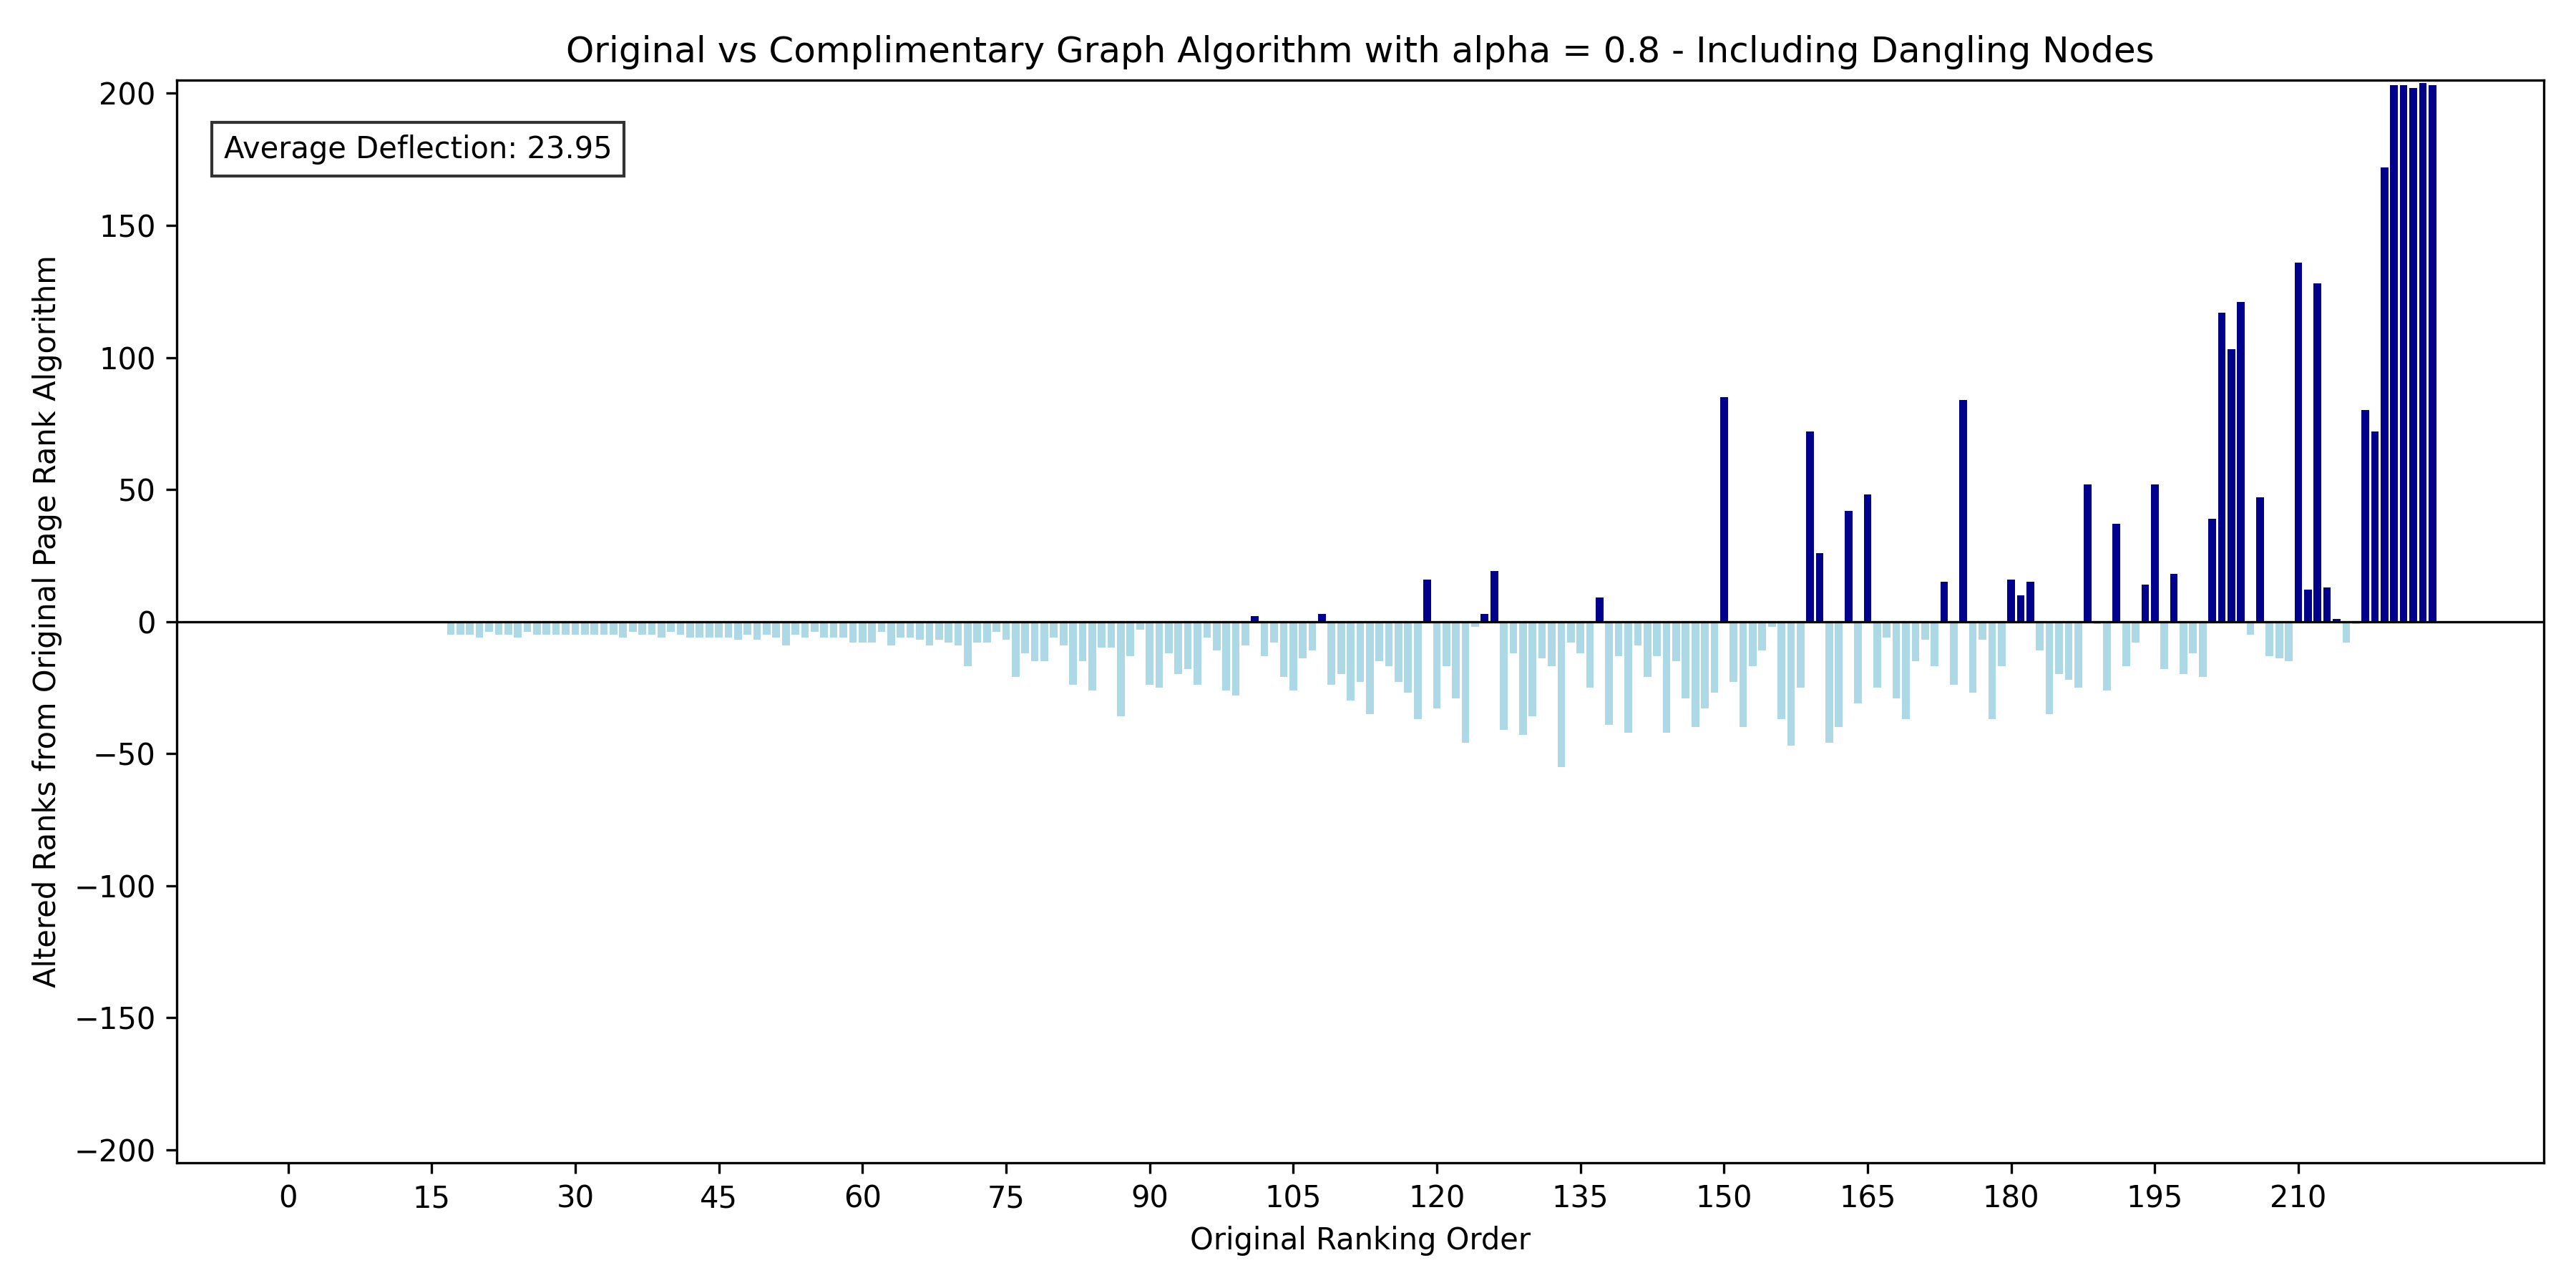 Original vs Complimentary Graph Algorithm with alpha = 0.8 - Including Dangling Nodes
Average Deflection: 23.95
Altered Ranks from Original Page Rank Algorithm
200
150
100
50
0
−50
−100
−150
−200
0 15 30 45 60 75 90 105 120 135 150 165 180 195 210
Original Ranking Order